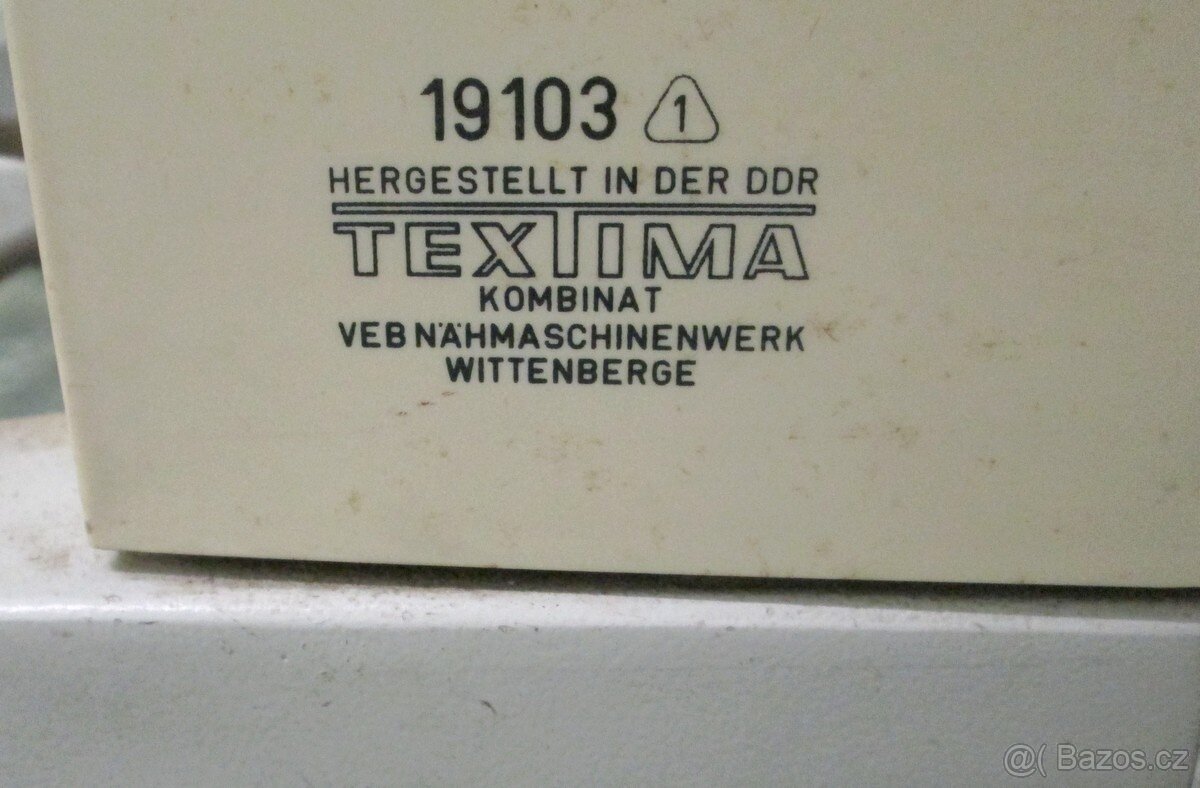 19103 1
HERGESTELLT IN DER DDR
TEXTIMA
KOMBINAT
VEB NÄHMASCHINENWERK
WITTENBERGE
@( Bazos.cz